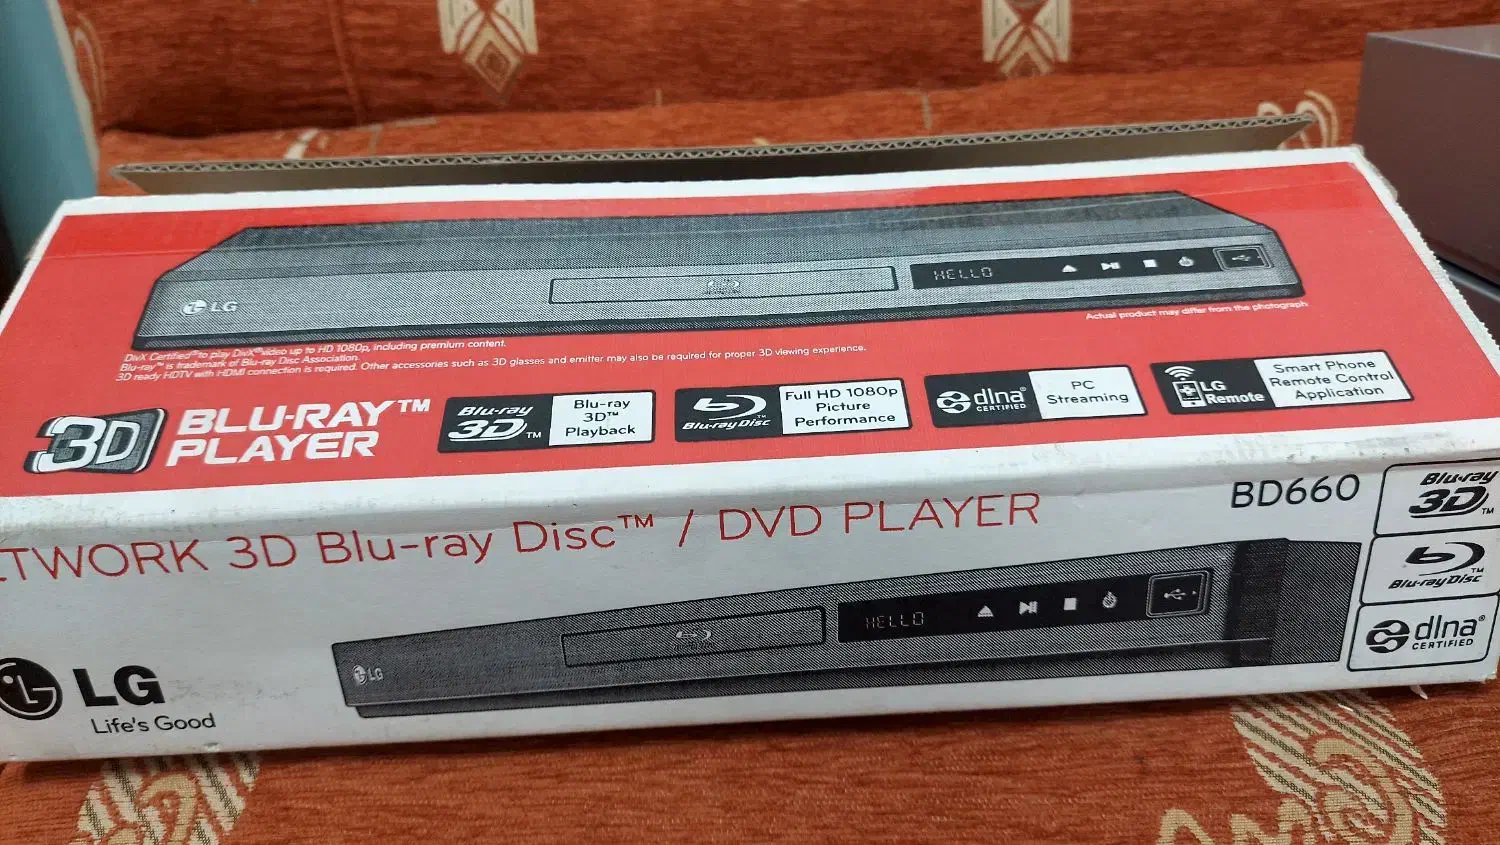 LG
HELLO
Actual product may differ from the photograph
DivX Certified® to play DivX® video up to HD 1080p, including premium content.
Blu-ray™ is trademark of Blu-ray Disc Association.
3D ready HDTV with HDMI connection is required. Other accessories such as 3D glasses and emitter may also be required for proper 3D viewing experience.
3D
BLU-RAY™
PLAYER
Blu-ray
3D™
Blu-ray
3D™
Playback
Blu-ray Disc™
Full HD 1080p
Picture
Performance
dlna®
CERTIFIED
PC
Streaming
LG
Remote
Smart Phone
Remote Control
Application
TWORK 3D Blu-ray Disc™ / DVD PLAYER
BD660
Blu-ray
3D™
Blu-ray Disc™
dlna®
CERTIFIED
HELLO
LG
LG
Life's Good